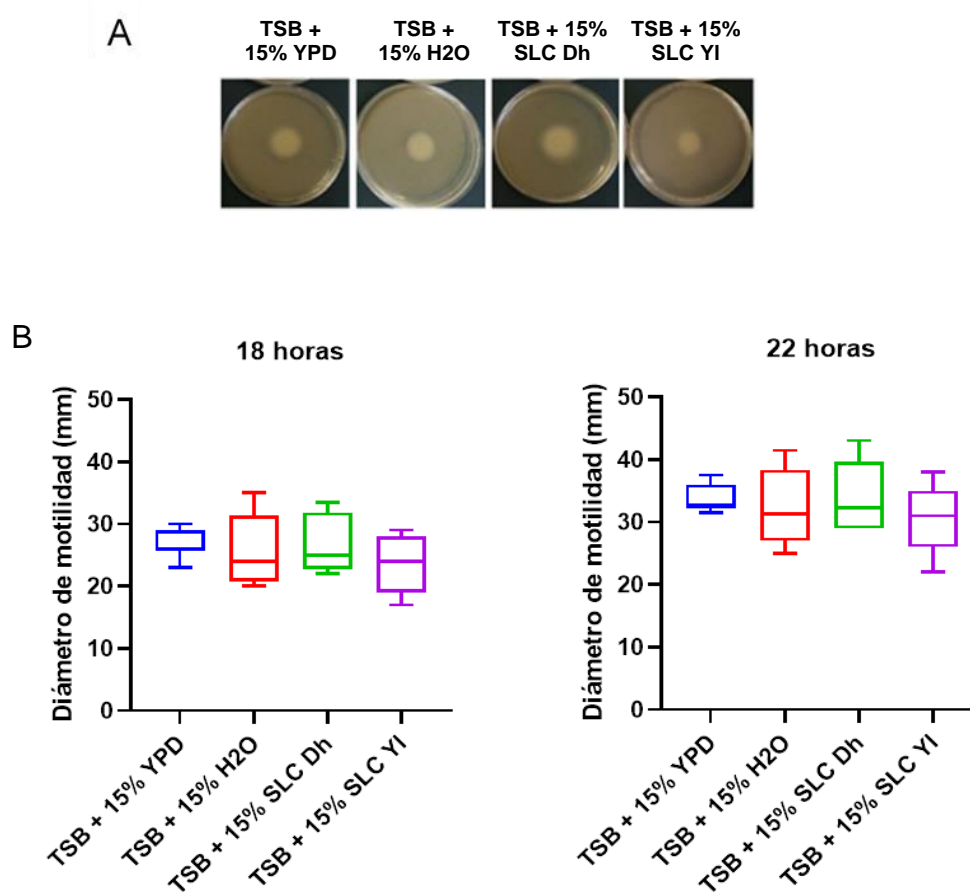 A
TSB +
15% YPD
TSB +
15% H2O
TSB + 15%
SLC Dh
TSB + 15%
SLC Yl
B
18 horas
Diámetro de motilidad (mm)
50
40
30
20
10
0
TSB + 15% YPD
TSB + 15% H2O
TSB + 15% SLC Dh
TSB + 15% SLC Yl
22 horas
Diámetro de motilidad (mm)
50
40
30
20
10
0
TSB + 15% YPD
TSB + 15% H2O
TSB + 15% SLC Dh
TSB + 15% SLC Yl